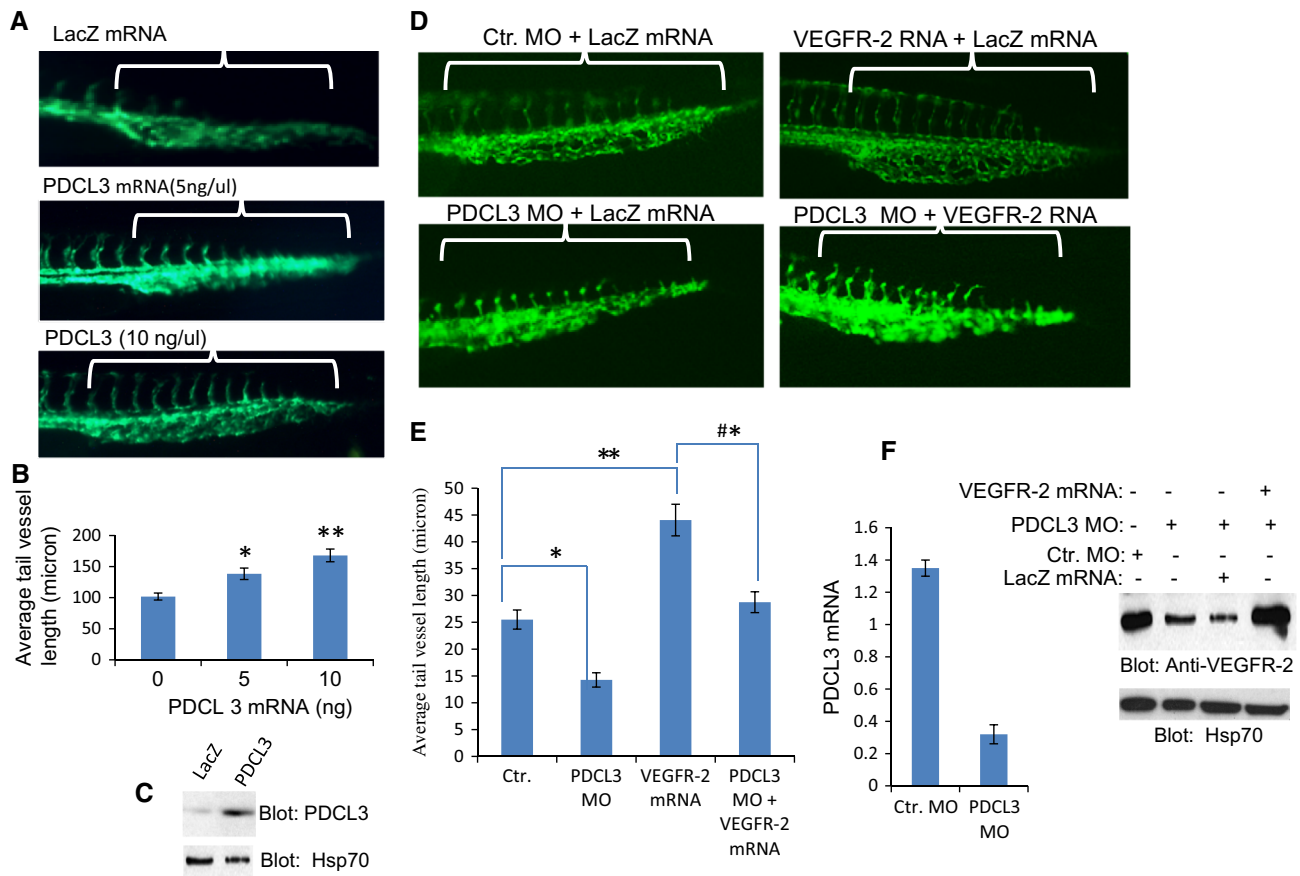 A
LacZ mRNA
PDCL3 mRNA(5ng/ul)
PDCL3 (10 ng/ul)
B
Average tail vessel
length (micron)
200
150
100
50
0
*
**
0 5 10
PDCL 3 mRNA (ng)
C
LacZ
PDCL3
Blot: PDCL3
Blot: Hsp70
D
Ctr. MO + LacZ mRNA
VEGFR-2 RNA + LacZ mRNA
PDCL3 MO + LacZ mRNA
PDCL3 MO + VEGFR-2 RNA
E
Average tail vessel length (micron)
50
45
40
35
30
25
20
15
10
5
0
*
**
#*
Ctr.
PDCL3
MO
VEGFR-2
mRNA
PDCL3
MO +
VEGFR-2
mRNA
F
PDCL3 mRNA
1.6
1.4
1.2
1
0.8
0.6
0.4
0.2
0
Ctr. MO
PDCL3
MO
VEGFR-2 mRNA: - - - +
PDCL3 MO: - + + +
Ctr. MO: + - - -
LacZ mRNA: - - + -
Blot: Anti-VEGFR-2
Blot: Hsp70